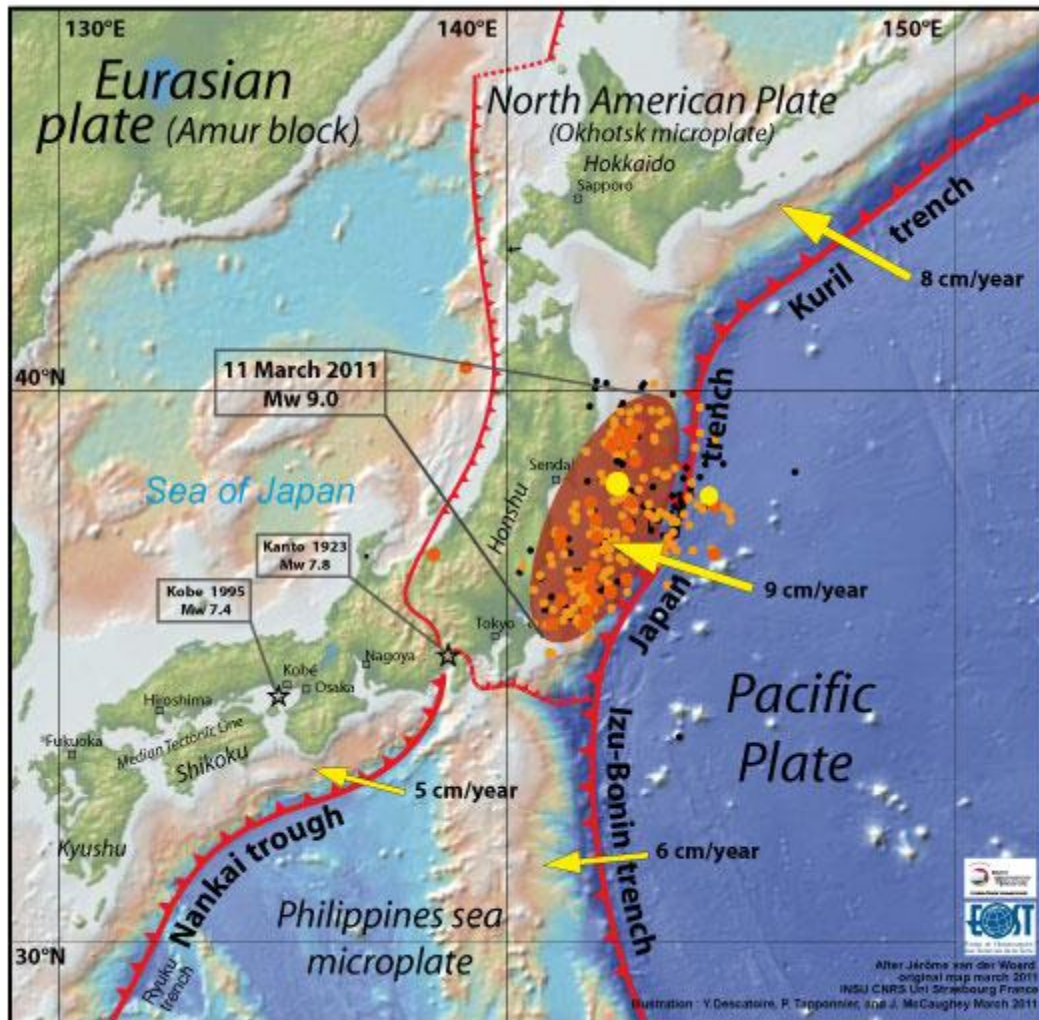 130°E
140°E
150°E
Eurasian
plate (Amur block)
North American Plate
(Okhotsk microplate)
Hokkaido
Sapporo
Kuril
trench
8 cm/year
11 March 2011
Mw 9.0
40°N
trench
Japan
Sendai
Sea of Japan
Honshu
Kanto 1923
Mw 7.8
Kobe 1995
Mw 7.4
9 cm/year
Tokyo
Nagoya
Kobé
Osaka
Hiroshima
Median Tectonic Line
Fukuoka
Shikoku
Pacific
Plate
Izu-Bonin trench
5 cm/year
6 cm/year
Kyushu
Nankai trough
Philippines sea
microplate
30°N
Ryuku
trench
EOST
After Jérôme van der Woerd
original map march 2011
INSU CNRS Uni Strasbourg France
Illustration : Y.Descatoire, P. Tapponnier, and J. McCaughey March 2011